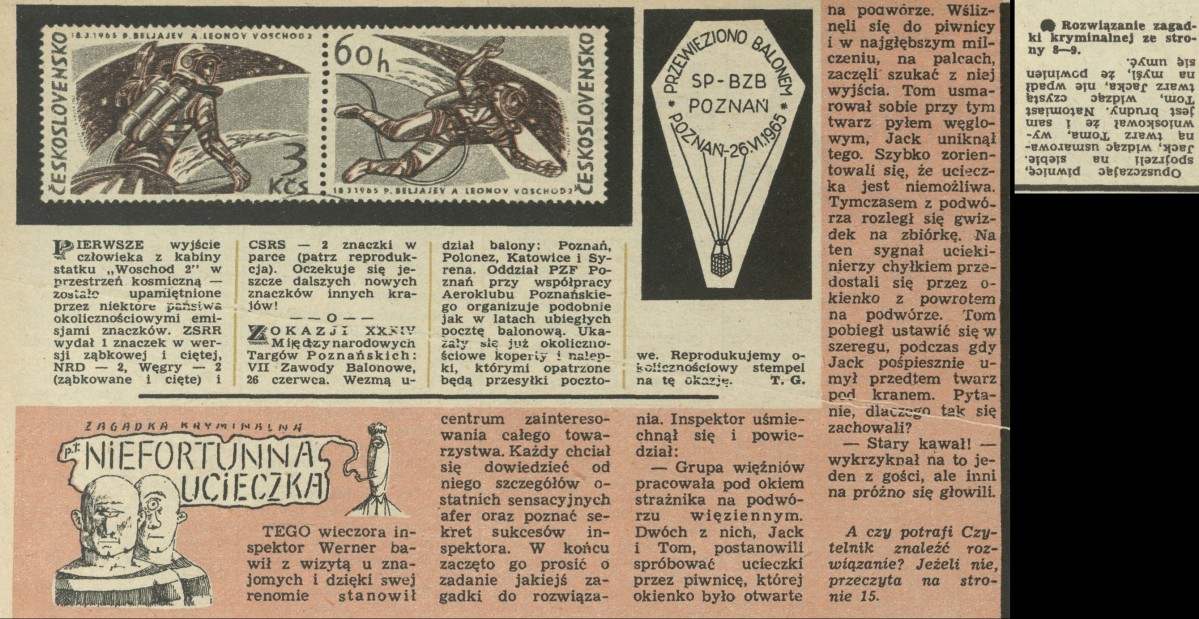 18.3.1965 P. BELJAJEV A. LEONOV VOSCHOD 2
ČESKOSLOVENSKO
3
Kčs
60h
ČESKOSLOVENSKO
18.3.1965 P. BELJAJEV A LEONOV VOSCHOD 2
PRZEWIEZIONO BALONEM
SP-BZB
POZNAŃ
* POZNAŃ-26.VI.1965 *
PIERWSZE wyjście
człowieka z kabiny
statku „Woschod 2” w
przestrzeń kosmiczną —
zostało upamiętnione
przez niektóre państwa
okolicznościowymi emi-
sjami znaczków. ZSRR
wydał 1 znaczek w wer-
sji ząbkowej i ciętej,
NRD — 2, Węgry — 2
(ząbkowane i cięte) i
CSRS — 2 znaczki w
parce (patrz reproduk-
cja). Oczekuje się je-
szcze dalszych nowych
znaczków innych kra-
jów!
——O——
Z OKAZJI XXXIV
Międzynarodowych
Targów Poznańskich:
VII Zawody Balonowe,
26 czerwca. Wezmą u-
dział balony: Poznań,
Polonez, Katowice i Sy-
rena. Oddział PZF Po-
znań przy współpracy
Aeroklubu Poznańskie-
go organizuje podobnie
jak w latach ubiegłych
pocztę balonową. Uka-
zały się już okoliczno-
ściowe koperty i nalep-
ki, którymi opatrzone
będą przesyłki poczto-
we. Reprodukujemy o-
kolicznościowy stempel
na tę okazję. T. G.
ZAGADKA KRYMINALNA
p.t. NIEFORTUNNA
UCIECZKA
TEGO wieczora in-
spektor Werner ba-
wił z wizytą u zna-
jomych i dzięki swej
renomie stanowił
centrum zaintereso-
wania całego towa-
rzystwa. Każdy chciał
się dowiedzieć od
niego szczegółów o-
statnich sensacyjnych
afer oraz poznać se-
kret sukcesów in-
spektora. W końcu
zaczęto go prosić o
zadanie jakiejś za-
gadki do rozwiąza-
nia. Inspektor uśmie-
chnął się i powie-
dział:
— Grupa więźniów
pracowała pod okiem
strażnika na podwó-
rzu więziennym.
Dwóch z nich, Jack
i Tom, postanowili
spróbować ucieczki
przez piwnicę, której
okienko było otwarte
na podwórze. Wśliz-
nęli się do piwnicy
i w najgłębszym mil-
czeniu, na palcach,
zaczęli szukać z niej
wyjścia. Tom usma-
rował sobie przy tym
twarz pyłem węglo-
wym, Jack uniknął
tego. Szybko zorien-
towali się, że uciecz-
ka jest niemożliwa.
Tymczasem z podwó-
rza rozległ się gwiz-
dek na zbiórkę. Na
ten sygnał ucieki-
nierzy chyłkiem prze-
dostali się przez o-
kienko z powrotem
na podwórze. Tom
pobiegł ustawić się w
szeregu, podczas gdy
Jack pośpiesznie u-
mył przedtem twarz
pod kranem. Pyta-
nie, dlaczego tak się
zachowali?
— Stary kawał! —
wykrzyknął na to je-
den z gości, ale inni
na próżno się głowili.
A czy potrafi Czy-
telnik znaleźć roz-
wiązanie? Jeżeli nie,
przeczyta na stro-
nie 15.
● Rozwiązanie zagad-
ki kryminalnej ze stro-
ny 8—9.
Opuszczając piwnicę,
spojrzeli na siebie.
Jack, widząc usmarowa-
ną twarz Toma, wy-
wnioskował że i sam
jest brudny. Natomiast
Tom, widząc czystą
twarz Jacka, nie wpadł
na myśl, że powinien
się umyć.